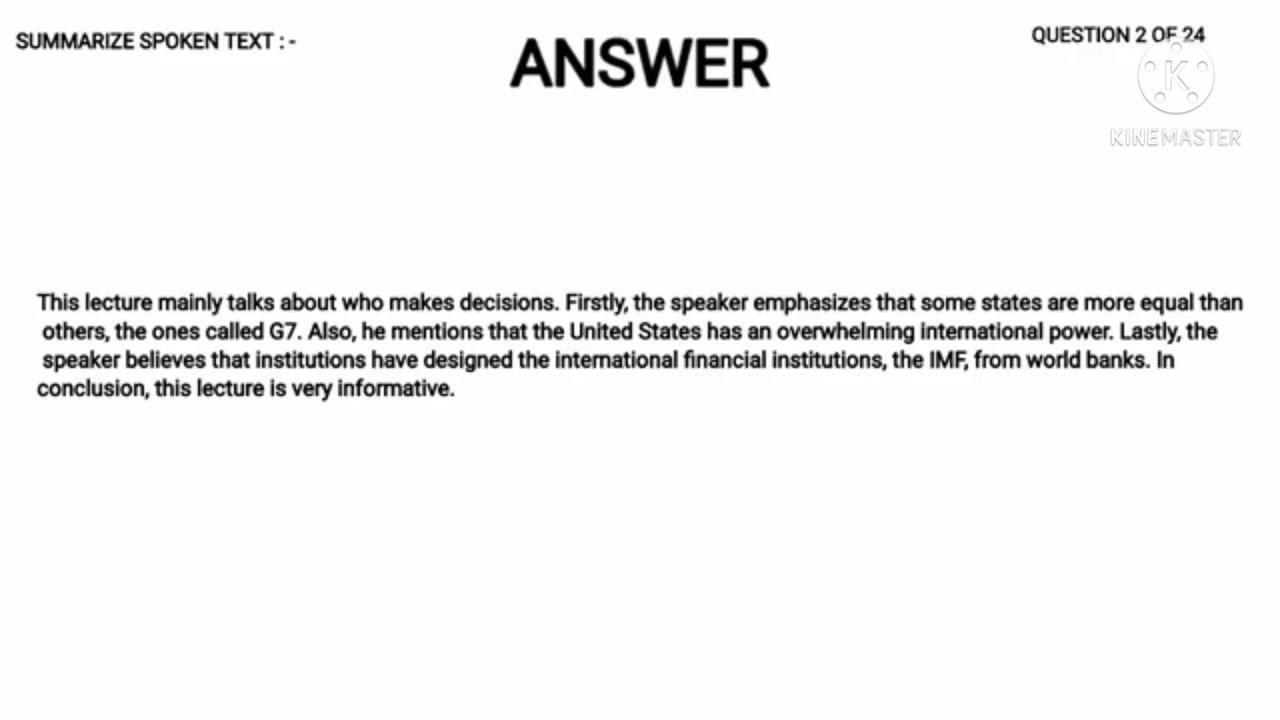 SUMMARIZE SPOKEN TEXT : -
ANSWER
QUESTION 2 OF 24
K
KINEMASTER
This lecture mainly talks about who makes decisions. Firstly, the speaker emphasizes that some states are more equal than
others, the ones called G7. Also, he mentions that the United States has an overwhelming international power. Lastly, the
speaker believes that institutions have designed the international financial institutions, the IMF, from world banks. In
conclusion, this lecture is very informative.